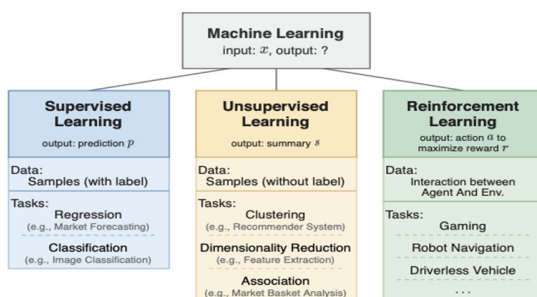 Machine Learning
input: x, output: ?
Supervised
Learning
output: prediction p
Data:
Samples (with label)
Tasks:
Regression
(e.g., Market Forecasting)
Classification
(e.g., Image Classification)
Unsupervised
Learning
output: summary s
Data:
Samples (without label)
Tasks:
Clustering
(e.g., Recommender System)
Dimensionality Reduction
(e.g., Feature Extraction)
Association
(e.g., Market Basket Analysis)
Reinforcement
Learning
output: action a to
maximize reward r
Data:
Interaction between
Agent And Env.
Tasks:
Gaming
Robot Navigation
Driverless Vehicle
...